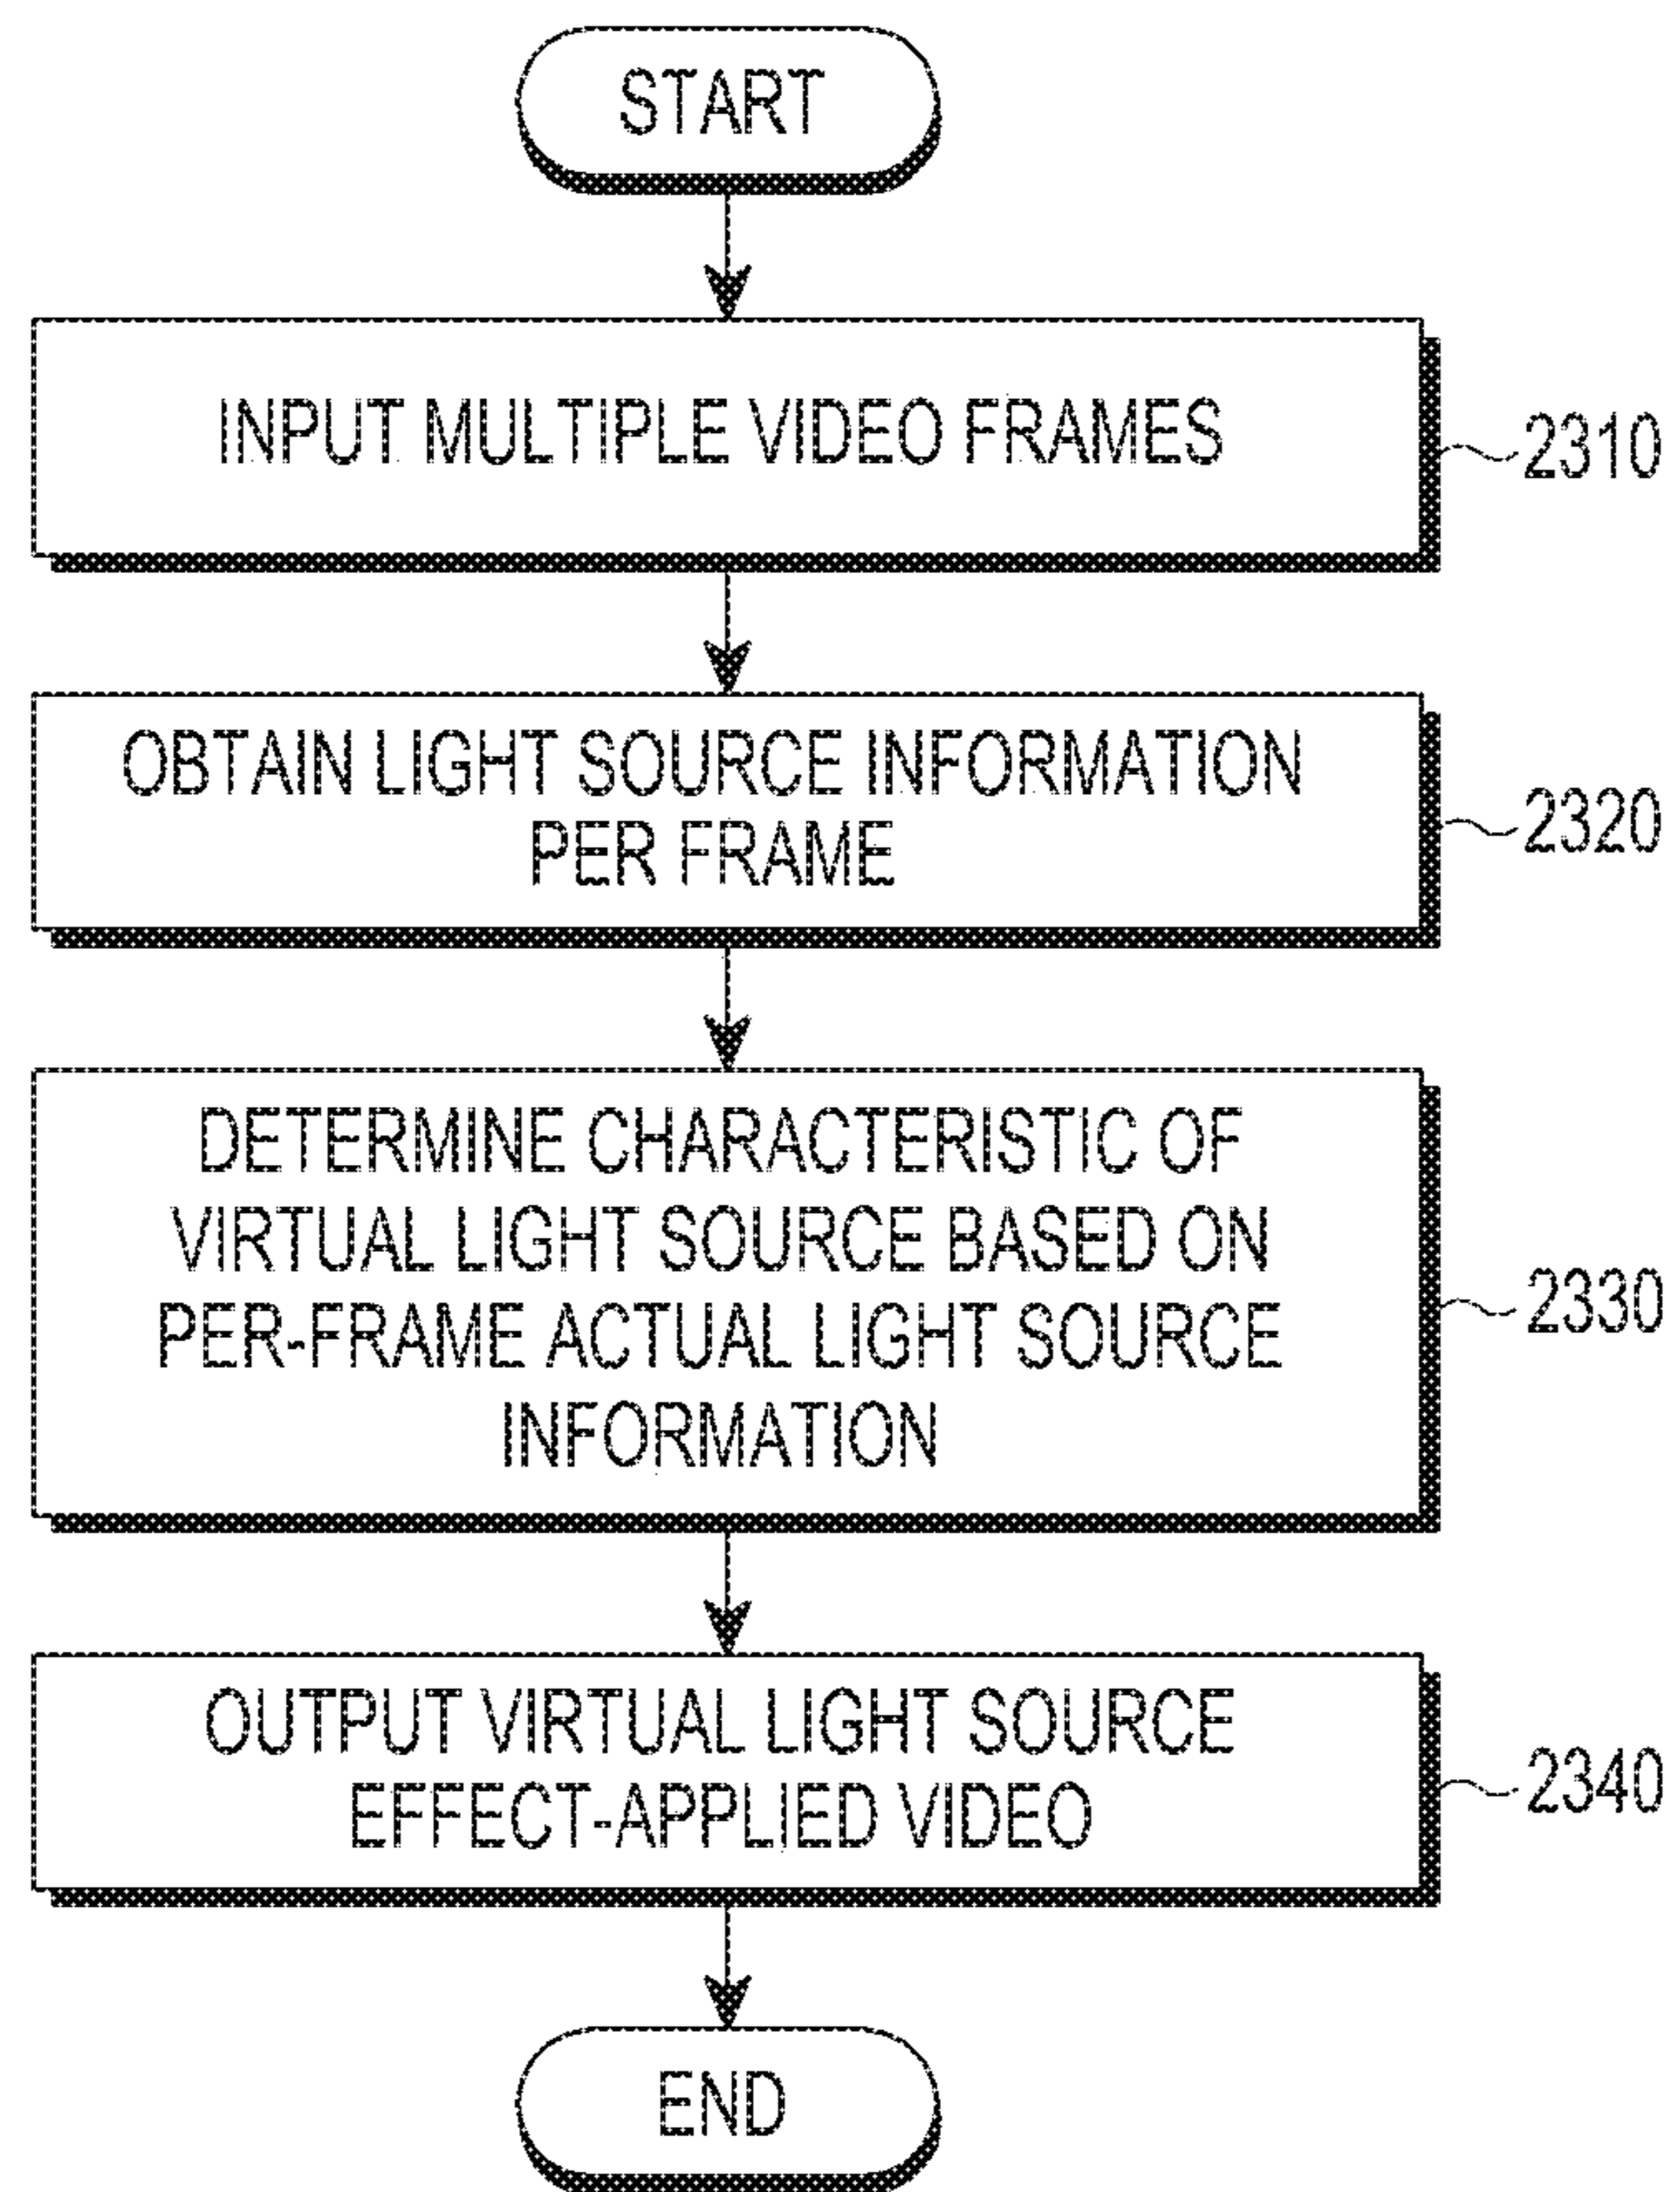 START
INPUT MULTIPLE VIDEO FRAMES
2310
OBTAIN LIGHT SOURCE INFORMATION
PER FRAME
2320
DETERMINE CHARACTERISTIC OF
VIRTUAL LIGHT SOURCE BASED ON
PER-FRAME ACTUAL LIGHT SOURCE
INFORMATION
2330
OUTPUT VIRTUAL LIGHT SOURCE
EFFECT-APPLIED VIDEO
2340
END